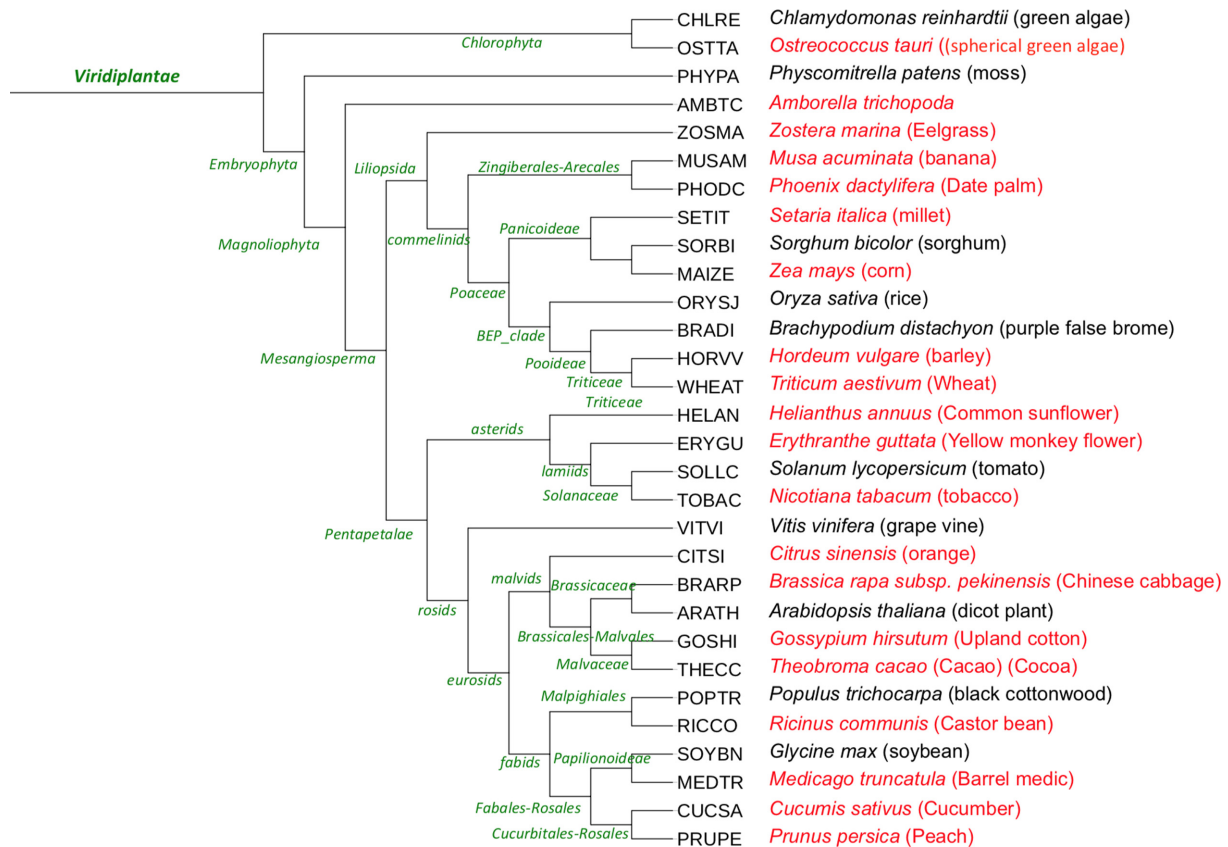 CHLRE Chlamydomonas reinhardtii (green algae)
Chlorophyta
OSTTA Ostreococcus tauri ((spherical green algae)
Viridiplantae
PHYPA Physcomitrella patens (moss)
AMBTC Amborella trichopoda
ZOSMA Zostera marina (Eelgrass)
Embryophyta
Liliopsida
Zingiberales-Arecales
MUSAM Musa acuminata (banana)
PHODC Phoenix dactylifera (Date palm)
SETIT Setaria italica (millet)
Panicoideae
Magnoliophyta
commelinids
SORBI Sorghum bicolor (sorghum)
MAIZE Zea mays (corn)
Poaceae
ORYSJ Oryza sativa (rice)
BEP_clade
BRADI Brachypodium distachyon (purple false brome)
Mesangiosperma
Pooideae
HORVV Hordeum vulgare (barley)
Triticeae
WHEAT Triticum aestivum (Wheat)
Triticeae
HELAN Helianthus annuus (Common sunflower)
asterids
ERYGU Erythranthe guttata (Yellow monkey flower)
lamiids
SOLLC Solanum lycopersicum (tomato)
Solanaceae
TOBAC Nicotiana tabacum (tobacco)
Pentapetalae
VITVI Vitis vinifera (grape vine)
CITSI Citrus sinensis (orange)
malvids
Brassicaceae
BRARP Brassica rapa subsp. pekinensis (Chinese cabbage)
rosids
ARATH Arabidopsis thaliana (dicot plant)
Brassicales-Malvales
GOSHI Gossypium hirsutum (Upland cotton)
Malvaceae
THECC Theobroma cacao (Cacao) (Cocoa)
eurosids
Malpighiales
POPTR Populus trichocarpa (black cottonwood)
RICCO Ricinus communis (Castor bean)
fabids
Papilionoideae
SOYBN Glycine max (soybean)
MEDTR Medicago truncatula (Barrel medic)
Fabales-Rosales
CUCSA Cucumis sativus (Cucumber)
Cucurbitales-Rosales
PRUPE Prunus persica (Peach)